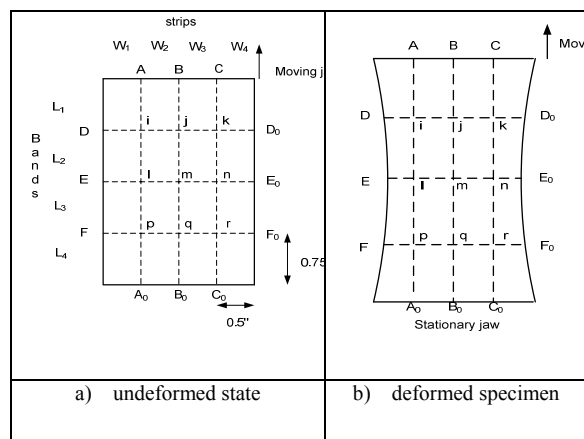 strips
W1 W2 W3 W4
A B C
Moving j
L1
i j k
D D0
L2
Bands
E l m n E0
L3
p q r
F F0
L4
0.75
A0 B0 C0
0.5"
a) undeformed state
Mov
A B C
D D0
i j k
E E0
l m n
F p q r F0
A0 B0 C0
Stationary jaw
b) deformed specimen